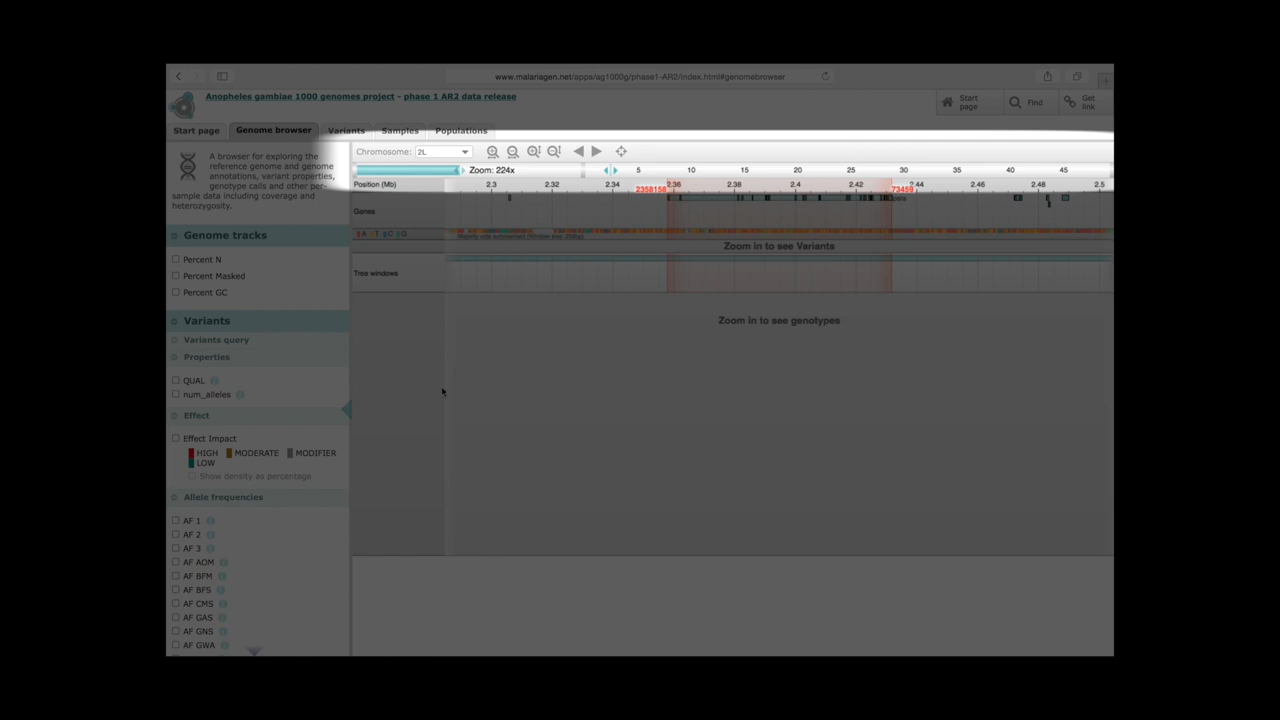 www.malariagen.net/apps/ag1000g/phase1-AR2/index.html#genomebrowser
Anopheles gambiae 1000 genomes project - phase 1 AR2 data release
Start page
Find
Get link
Start page
Genome browser
Variants
Samples
Populations
A browser for exploring the
reference genome and genome
annotations, variant properties,
genotype calls and other per-
sample data including coverage and
heterozygosity.
Genome tracks
Percent N
Percent Masked
Percent GC
Variants
Variants query
Properties
QUAL
num_alleles
Effect
Effect Impact
HIGH MODERATE MODIFIER
LOW
Show density as percentage
Allele frequencies
AF 1
AF 2
AF 3
AF AOM
AF BFM
AF BFS
AF CMS
AF GAS
AF GNS
AF GWA
Chromosome: 2L
Zoom: 224x 5 10 15 20 25 30 35 40 45
Position (Mb) 2.3 2.32 2.34 2.36 2.38 2.4 2.42 2.44 2.46 2.48 2.5
2358158 73459
Genes
A T C G
Zoom in to see Variants
Tree windows
Zoom in to see genotypes